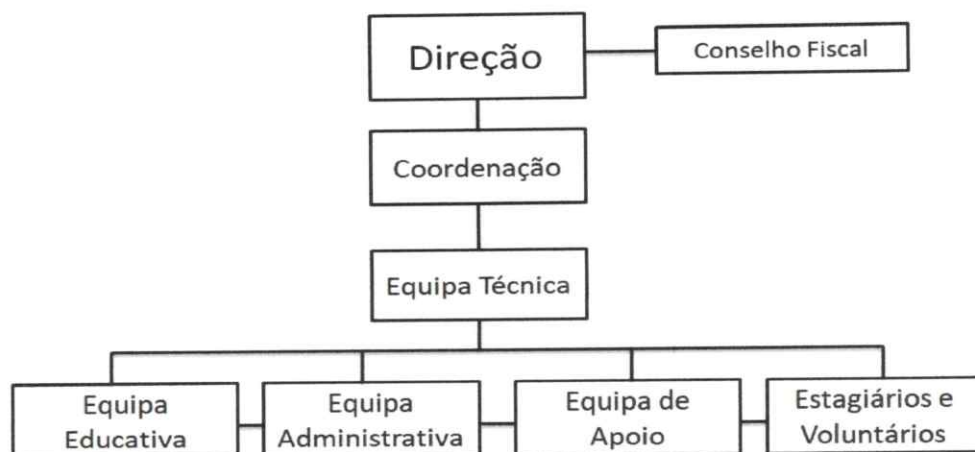 Direção
Conselho Fiscal
Coordenação
Equipa Técnica
Equipa
Educativa
Equipa
Administrativa
Equipa de
Apoio
Estagiários e
Voluntários